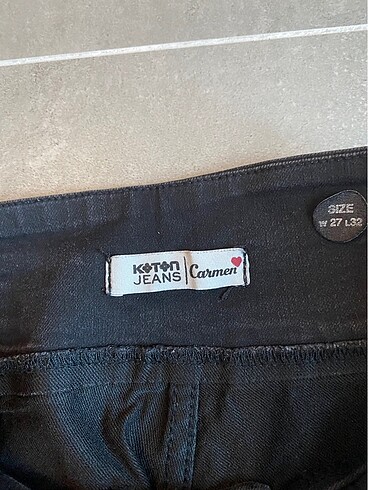 SIZE
W 27 L32
KOTON
JEANS
Carmen